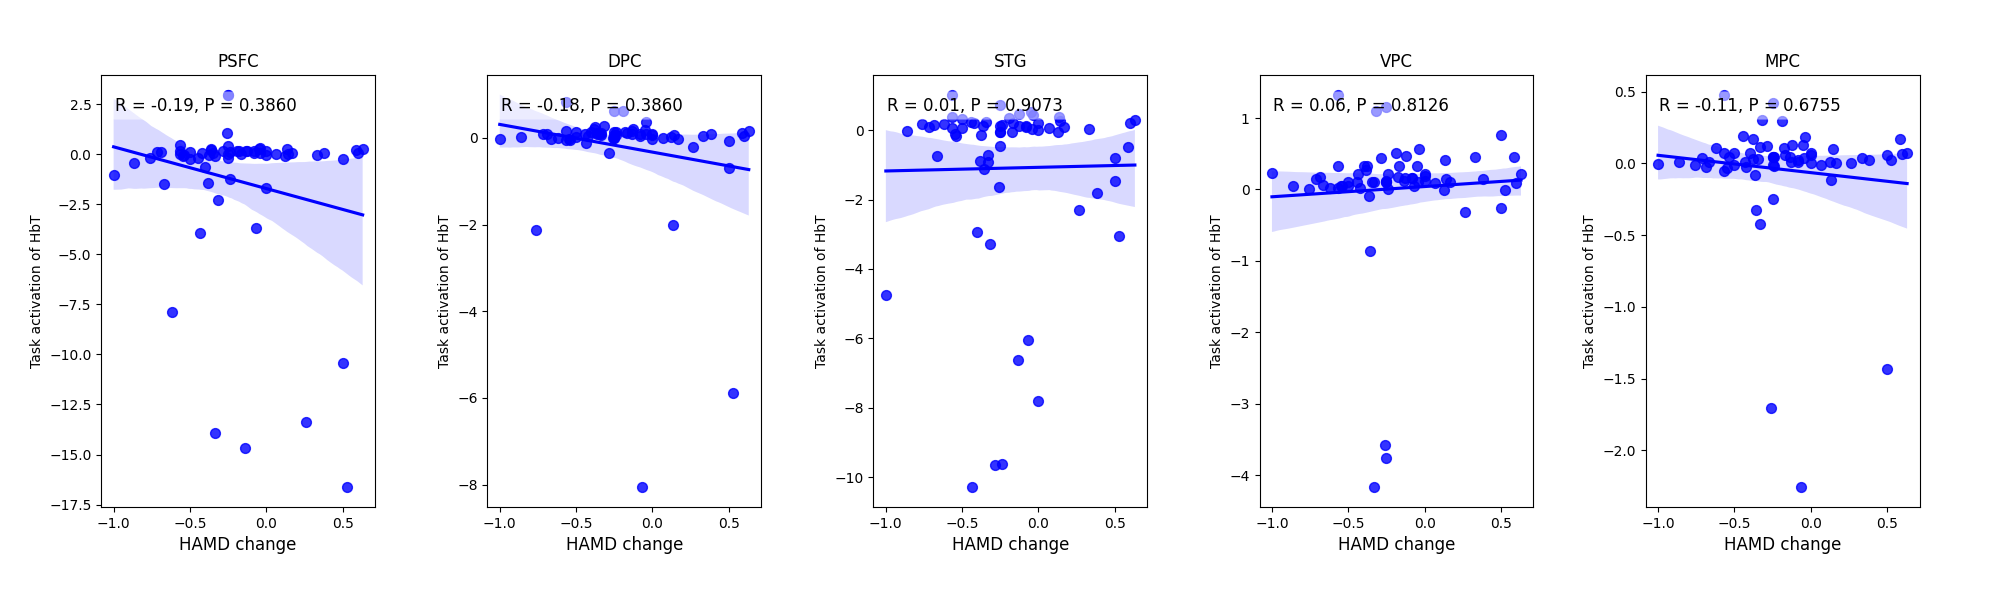 PSFC
R = -0.19, P = 0.3860
Task activation of HbT
2.5
0.0
−2.5
−5.0
−7.5
−10.0
−12.5
−15.0
−17.5
−1.0 −0.5 0.0 0.5
HAMD change
DPC
R = -0.18, P = 0.3860
Task activation of HbT
0
−2
−4
−6
−8
−1.0 −0.5 0.0 0.5
HAMD change
STG
R = 0.01, P = 0.9073
Task activation of HbT
0
−2
−4
−6
−8
−10
−1.0 −0.5 0.0 0.5
HAMD change
VPC
R = 0.06, P = 0.8126
Task activation of HbT
1
0
−1
−2
−3
−4
−1.0 −0.5 0.0 0.5
HAMD change
MPC
R = -0.11, P = 0.6755
Task activation of HbT
0.5
0.0
−0.5
−1.0
−1.5
−2.0
−1.0 −0.5 0.0 0.5
HAMD change